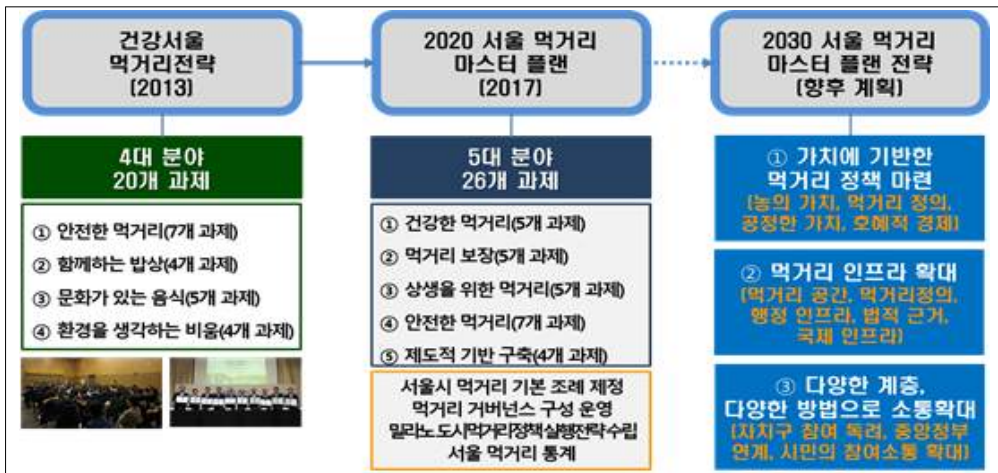 건강서울
먹거리전략
(2013)
2020 서울 먹거리
마스터 플랜
(2017)
2030 서울 먹거리
마스터 플랜 전략
(향후 계획)
4대 분야
20개 과제
① 안전한 먹거리(7개 과제)
② 함께하는 밥상(4개 과제)
③ 문화가 있는 음식(5개 과제)
④ 환경을 생각하는 비움(4개 과제)
5대 분야
26개 과제
① 건강한 먹거리(5개 과제)
② 먹거리 보장(5개 과제)
③ 상생을 위한 먹거리(5개 과제)
④ 안전한 먹거리(7개 과제)
⑤ 제도적 기반 구축(4개 과제)
서울시 먹거리 기본 조례 제정
먹거리 거버넌스 구성 운영
밀라노 도시먹거리정책 실행전략 수립
서울 먹거리 통계
① 가치에 기반한
먹거리 정책 마련
(농의 가치, 먹거리 정의,
공정한 가치, 호혜적 경제)
② 먹거리 인프라 확대
(먹거리 공간, 먹거리정의,
행정 인프라, 법적 근거,
국제 인프라)
③ 다양한 계층,
다양한 방법으로 소통확대
(자치구 참여 독려, 중앙정부
연계, 시민의 참여소통 확대)